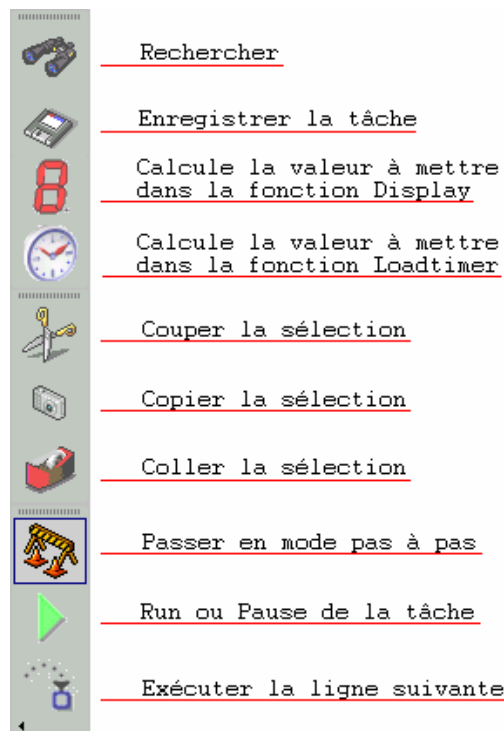 Rechercher
Enregistrer la tâche
Calcule la valeur à mettre
dans la fonction Display
Calcule la valeur à mettre
dans la fonction Loadtimer
Couper la sélection
Copier la sélection
Coller la sélection
Passer en mode pas à pas
Run ou Pause de la tâche
Exécuter la ligne suivante